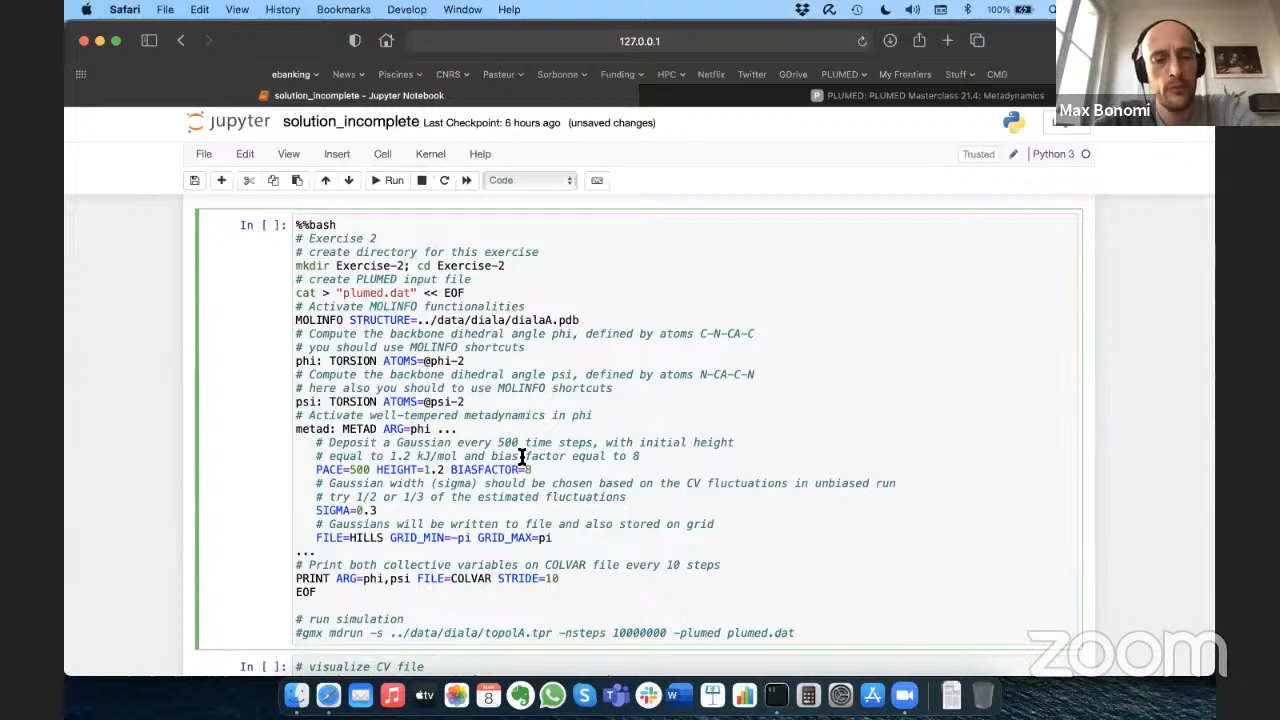 Safari File Edit View History Bookmarks Develop Window Help 100%
127.0.0.1
ebanking News Piscines CNRS Pasteur Sorbonne Funding HPC Netflix Twitter GDrive PLUMED My Frontiers Stuff CMG
solution_incomplete - Jupyter Notebook
PLUMED: PLUMED Masterclass 21.4: Metadynamics
Max Bonomi
jupyter solution_incomplete Last Checkpoint: 6 hours ago (unsaved changes)
File Edit View Insert Cell Kernel Help Trusted Python 3
Run Code
In [ ]: %%bash
# Exercise 2
# create directory for this exercise
mkdir Exercise-2; cd Exercise-2
# create PLUMED input file
cat > "plumed.dat" << EOF
# Activate MOLINFO functionalities
MOLINFO STRUCTURE=../data/diala/dialaA.pdb
# Compute the backbone dihedral angle phi, defined by atoms C-N-CA-C
# you should use MOLINFO shortcuts
phi: TORSION ATOMS=@phi-2
# Compute the backbone dihedral angle psi, defined by atoms N-CA-C-N
# here also you should to use MOLINFO shortcuts
psi: TORSION ATOMS=@psi-2
# Activate well-tempered metadynamics in phi
metad: METAD ARG=phi ...
# Deposit a Gaussian every 500 time steps, with initial height
# equal to 1.2 kJ/mol and bias factor equal to 8
PACE=500 HEIGHT=1.2 BIASFACTOR=8
# Gaussian width (sigma) should be chosen based on the CV fluctuations in unbiased run
# try 1/2 or 1/3 of the estimated fluctuations
SIGMA=0.3
# Gaussians will be written to file and also stored on grid
FILE=HILLS GRID_MIN=-pi GRID_MAX=pi
...
# Print both collective variables on COLVAR file every 10 steps
PRINT ARG=phi,psi FILE=COLVAR STRIDE=10
EOF
# run simulation
#gmx mdrun -s ../data/diala/topolA.tpr -nsteps 10000000 -plumed plumed.dat
In [ ]: # visualize CV file
zoom
tv
8